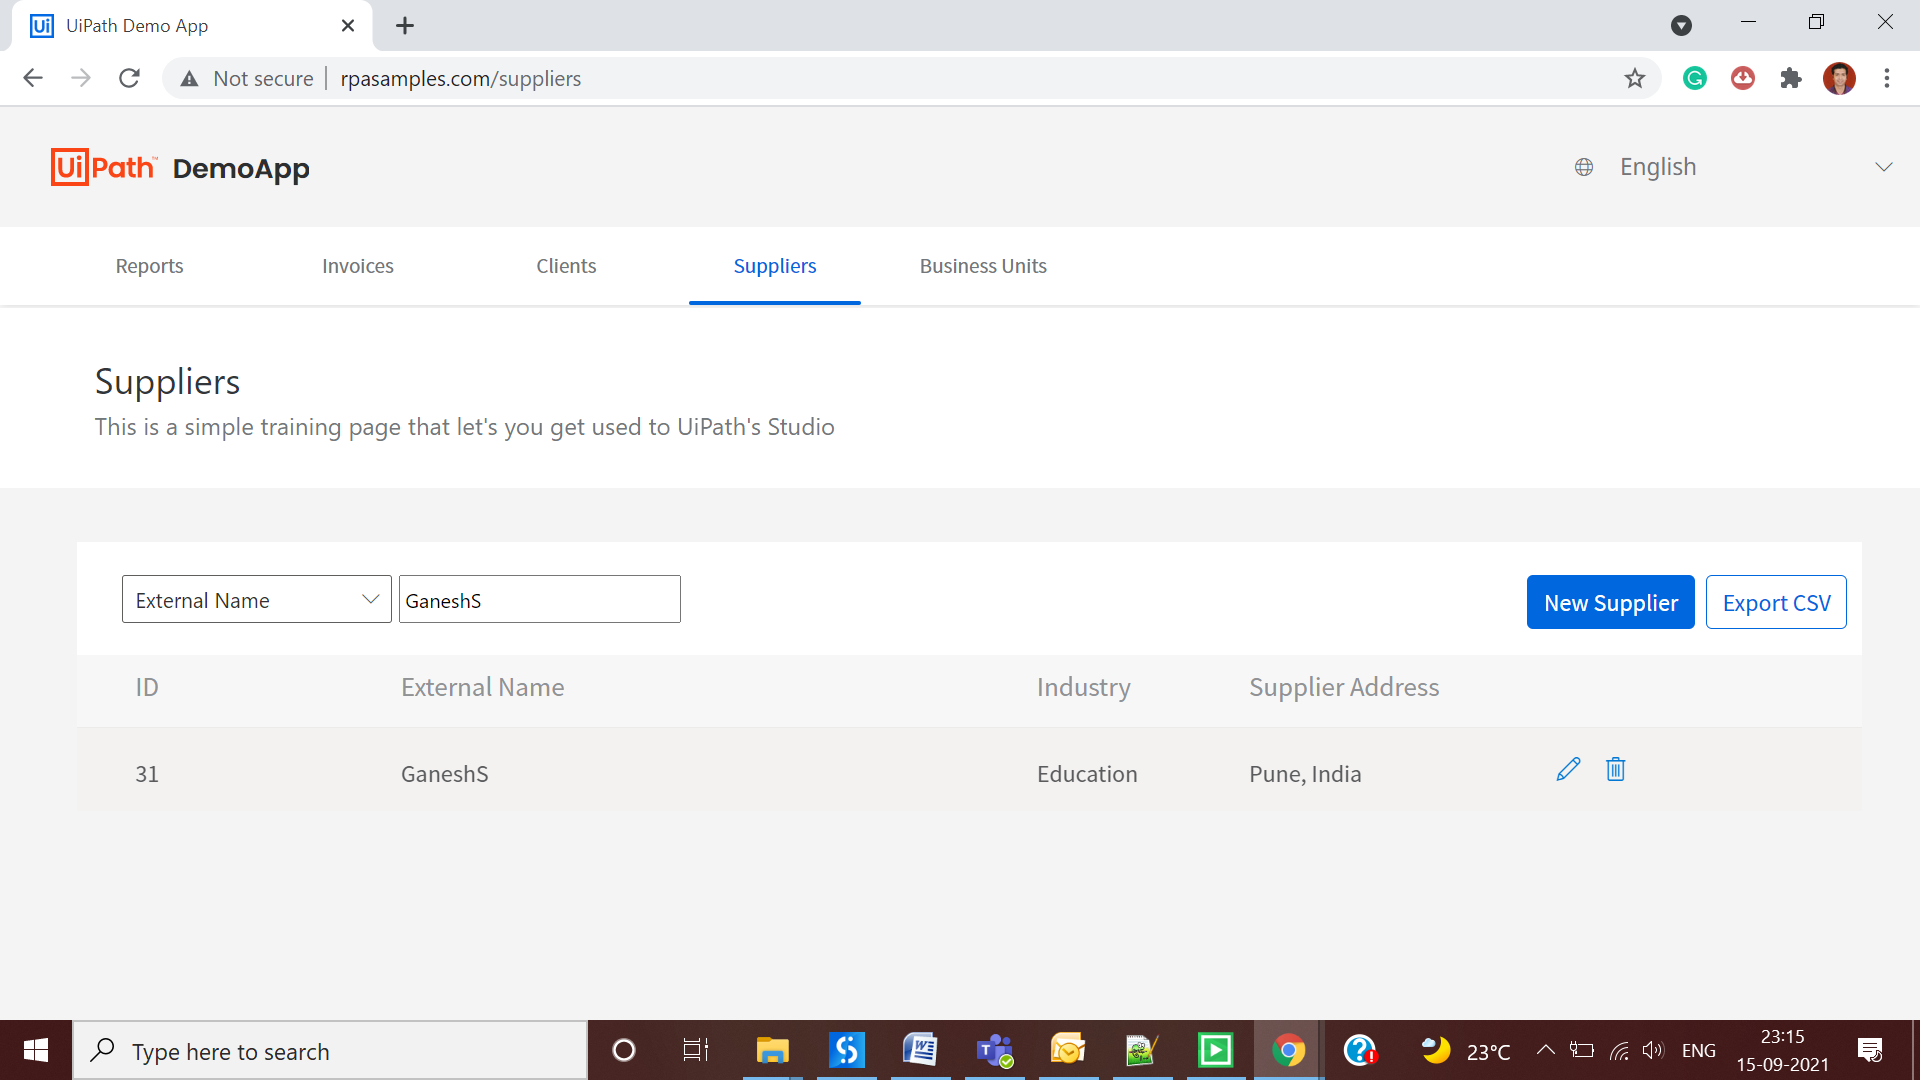 UiPath Demo App
Not secure rpasamples.com/suppliers
UiPath™ DemoApp
English
Reports Invoices Clients Suppliers Business Units
Suppliers
This is a simple training page that let's you get used to UiPath's Studio
External Name GaneshS New Supplier Export CSV
ID External Name Industry Supplier Address
31 GaneshS Education Pune, India
Type here to search
23°C ENG
23:15
15-09-2021